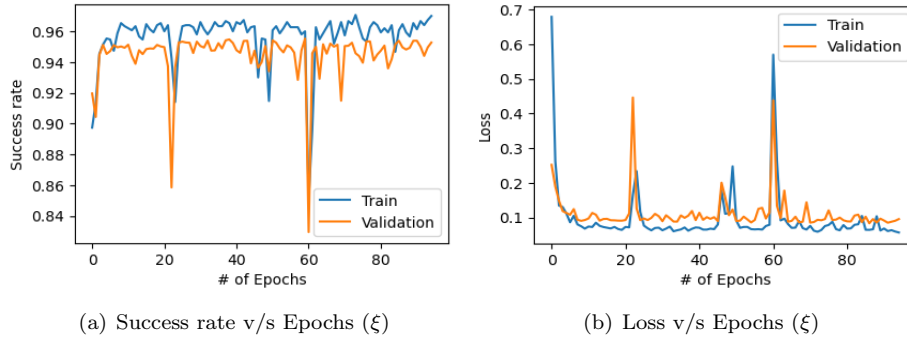 0.96
0.94
0.92
0.90
0.88
0.86
0.84
Success rate
0 20 40 60 80
# of Epochs
Train
Validation
(a) Success rate v/s Epochs (ξ)
0.7
0.6
0.5
0.4
0.3
0.2
0.1
Loss
0 20 40 60 80
# of Epochs
Train
Validation
(b) Loss v/s Epochs (ξ)